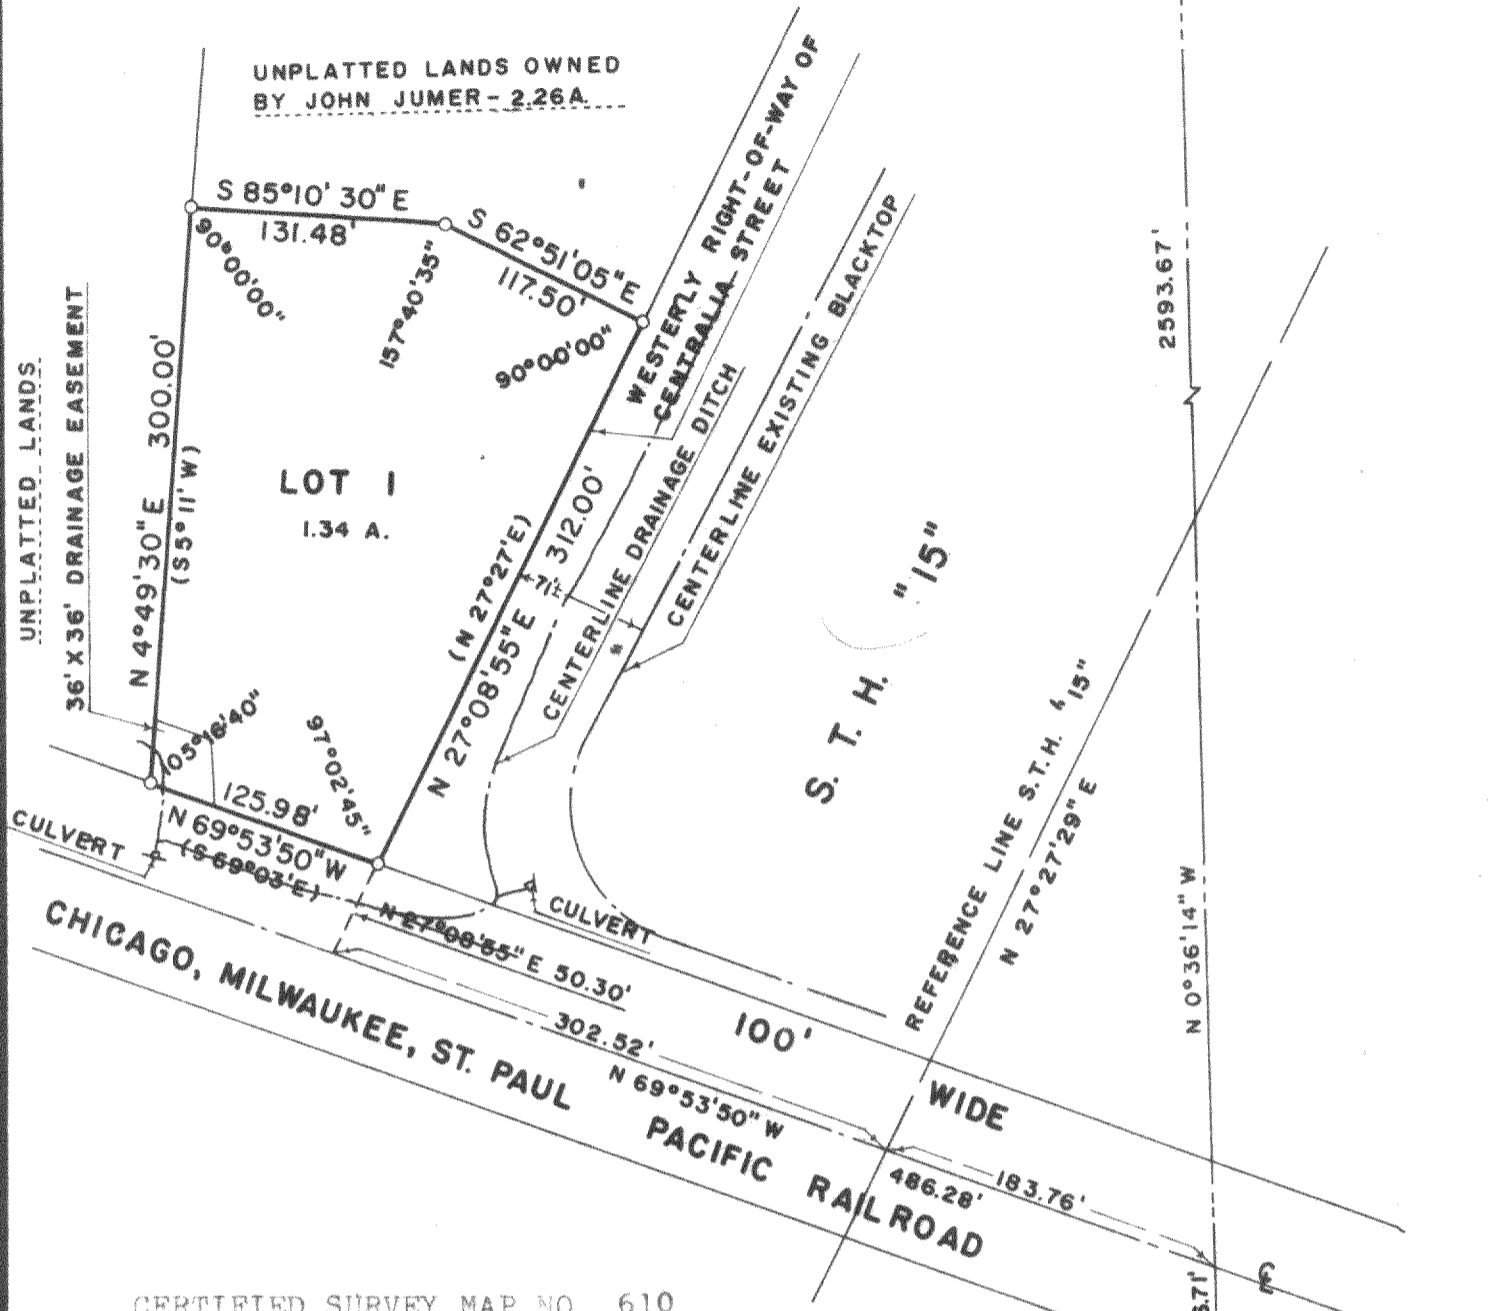 UNPLATTED LANDS OWNED
BY JOHN JUMER - 2.26A.
S 85°10' 30" E
131.48'
S 62°51'05" E
117.50'
90°00'00"
157°40'35"
90°00'00"
WESTERLY RIGHT-OF-WAY OF
CENTRALIA STREET
CENTERLINE EXISTING BLACKTOP
CENTERLINE DRAINAGE DITCH
2593.67'
UNPLATTED LANDS
36' X 36' DRAINAGE EASEMENT
N 4°49'30" E 300.00'
(S 5°11' W)
LOT 1
1.34 A.
312.00'
(N 27°27' E)
N 27°08'55" E
71'±
S. T. H. "15"
105°16'40"
97°02'45"
125.98'
N 69°53'50" W
(S 69°03' E)
CULVERT
CULVERT
N 27°08'55" E 50.30'
REFERENCE LINE S.T.H. "15"
N 27°27'29" E
N 0°36'14" W
302.52'
N 69°53'50" W
100' WIDE
CHICAGO, MILWAUKEE, ST. PAUL PACIFIC RAILROAD
486.28'
183.76'
CERTIFIED SURVEY MAP NO. 610